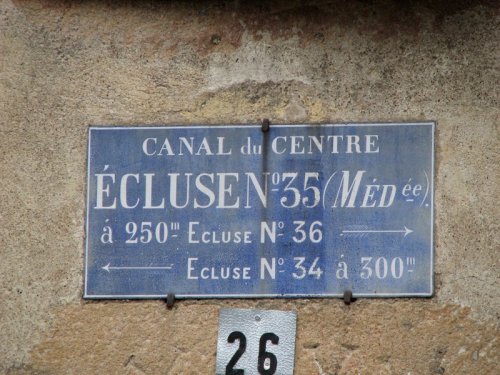 CANAL du CENTRE
ÉCLUSE Nº 35 (MÉD ée).
á 250m ECLUSE Nº 36
ECLUSE Nº 34 á 300m
26